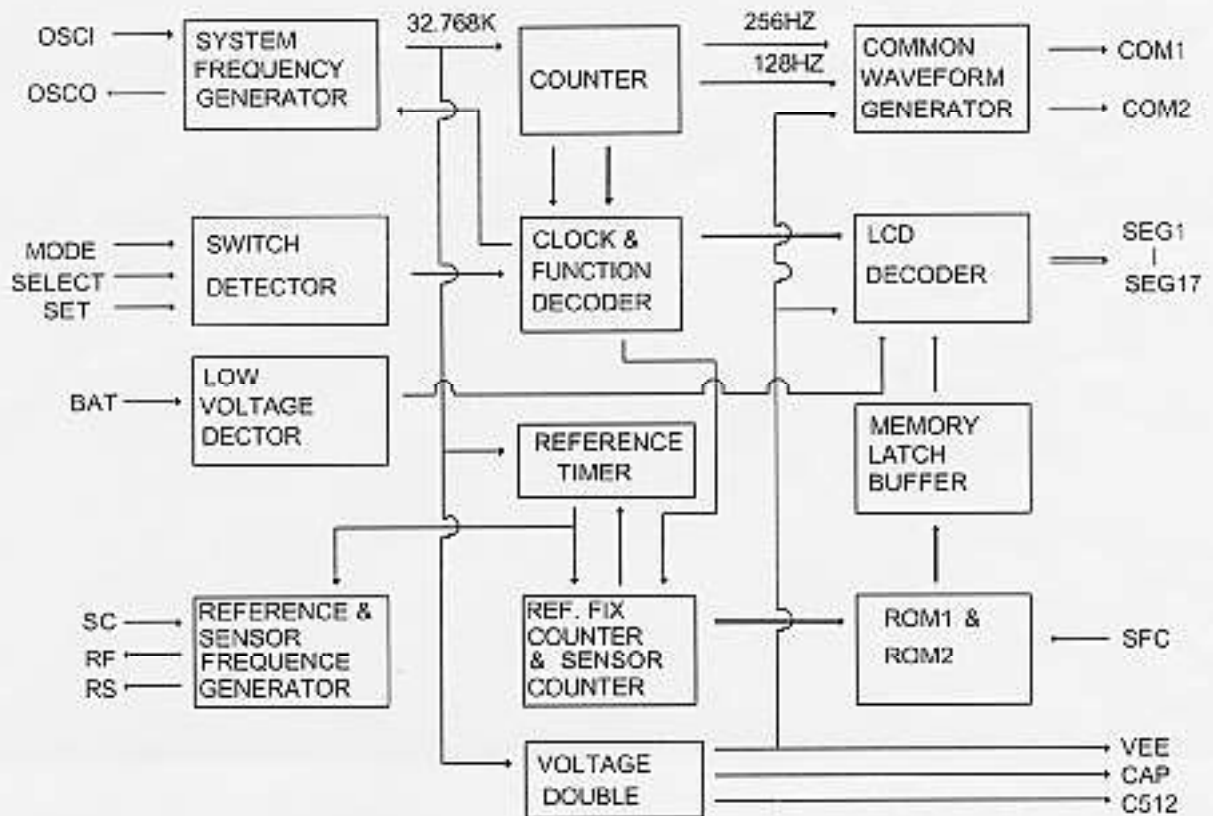 OSCI
OSCO
SYSTEM
FREQUENCY
GENERATOR
32.768K
COUNTER
256HZ
128HZ
COMMON
WAVEFORM
GENERATOR
COM1
COM2
MODE
SELECT
SET
SWITCH
DETECTOR
CLOCK &
FUNCTION
DECODER
LCD
DECODER
SEG1
SEG17
BAT
LOW
VOLTAGE
DECTOR
REFERENCE
TIMER
MEMORY
LATCH
BUFFER
SC
RF
RS
REFERENCE &
SENSOR
FREQUENCE
GENERATOR
REF. FIX
COUNTER
& SENSOR
COUNTER
ROM1 &
ROM2
SFC
VOLTAGE
DOUBLE
VEE
CAP
C512